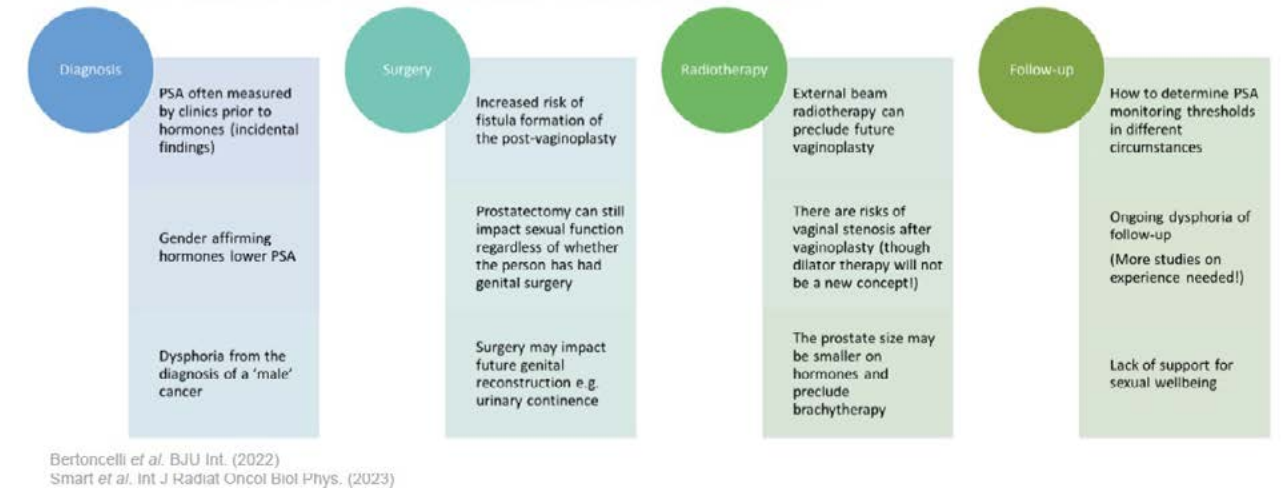 Diagnosis
PSA often measured
by clinics prior to
hormones (incidental
findings)
Gender affirming
hormones lower PSA
Dysphoria from the
diagnosis of a 'male'
cancer
Surgery
Increased risk of
fistula formation of
the post-vaginoplasty
Prostatectomy can still
impact sexual function
regardless of whether
the person has had
genital surgery
Surgery may impact
future genital
reconstruction e.g.
urinary continence
Radiotherapy
External beam
radiotherapy can
preclude future
vaginoplasty
There are risks of
vaginal stenosis after
vaginoplasty (though
dilator therapy will not
be a new concept!)
The prostate size may
be smaller on
hormones and
preclude
brachytherapy
Follow-up
How to determine PSA
monitoring thresholds
in different
circumstances
Ongoing dysphoria of
follow-up
(More studies on
experience needed!)
Lack of support for
sexual wellbeing
Bertoncelli et al. BJU Int. (2022)
Smart et al. Int J Radiat Oncol Biol Phys. (2023)